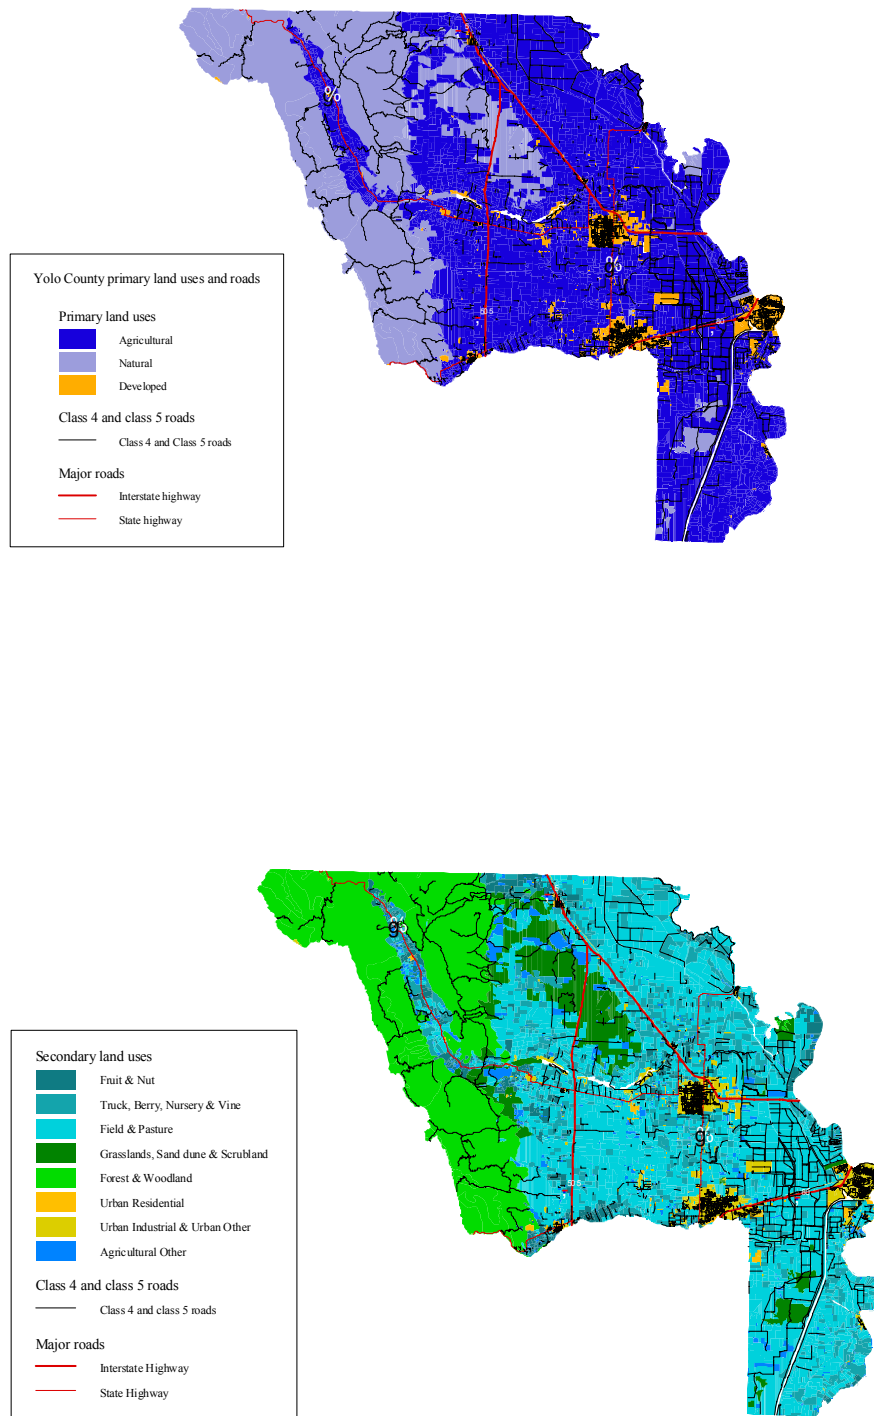 %
Yolo County primary land uses and roads
%
Primary land uses
505
80
Agricultural
Natural
Developed
Class 4 and class 5 roads
Class 4 and Class 5 roads
Major roads
Interstate highway
State highway
Secondary land uses
Fruit & Nut
Truck, Berry, Nursery & Vine
Field & Pasture
Grasslands, Sand dune & Scrubland
Forest & Woodland
Urban Residential
505
Urban Industrial & Urban Other
Agricultural Other
Class 4 and class 5 roads
Class 4 and class 5 roads
Major roads
Interstate Highway
State Highway